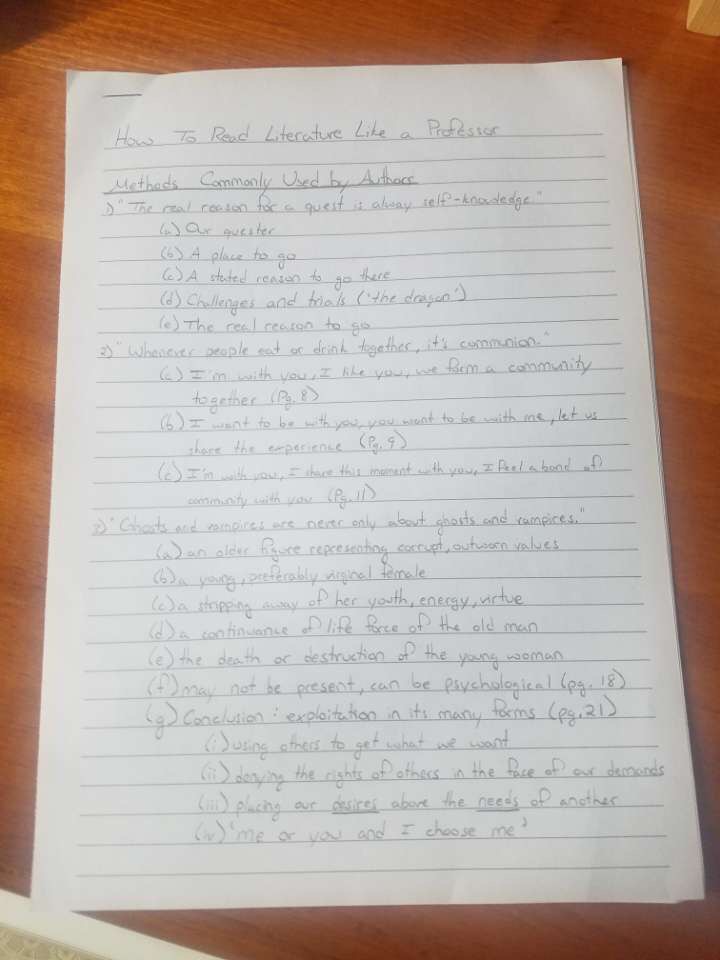 How To Read Literature Like a Professor
Methods Commonly Used by Authors
1) "The real reason for a quest is alway self-knowledge."
(a) Our quester
(b) A place to go
(c) A stated reason to go there
(d) Challenges and trials ('the dragon')
(e) The real reason to go
2) "Whenever people eat or drink together, it's communion."
(a) I'm with you, I like you, we form a community
together (Pg. 8)
(b) I want to be with you, you want to be with me, let us
share the experience (Pg. 9)
(c) I'm with you, I share this moment with you, I feel a bond of
community with you (Pg. 11)
3) "Ghosts and vampires are never only about ghosts and vampires."
(a) an older figure representing corrupt, outworn values
(b) a young, preferably virginal female
(c) a stripping away of her youth, energy, virtue
(d) a continuance of life force of the old man
(e) the death or destruction of the young woman
(f) may not be present, can be psychological (pg. 18)
(g) Conclusion : exploitation in its many forms (pg. 21)
(i) using others to get what we want
(ii) denying the rights of others in the face of our demands
(iii) placing our desires above the needs of another
(iv) 'me or you and I choose me'